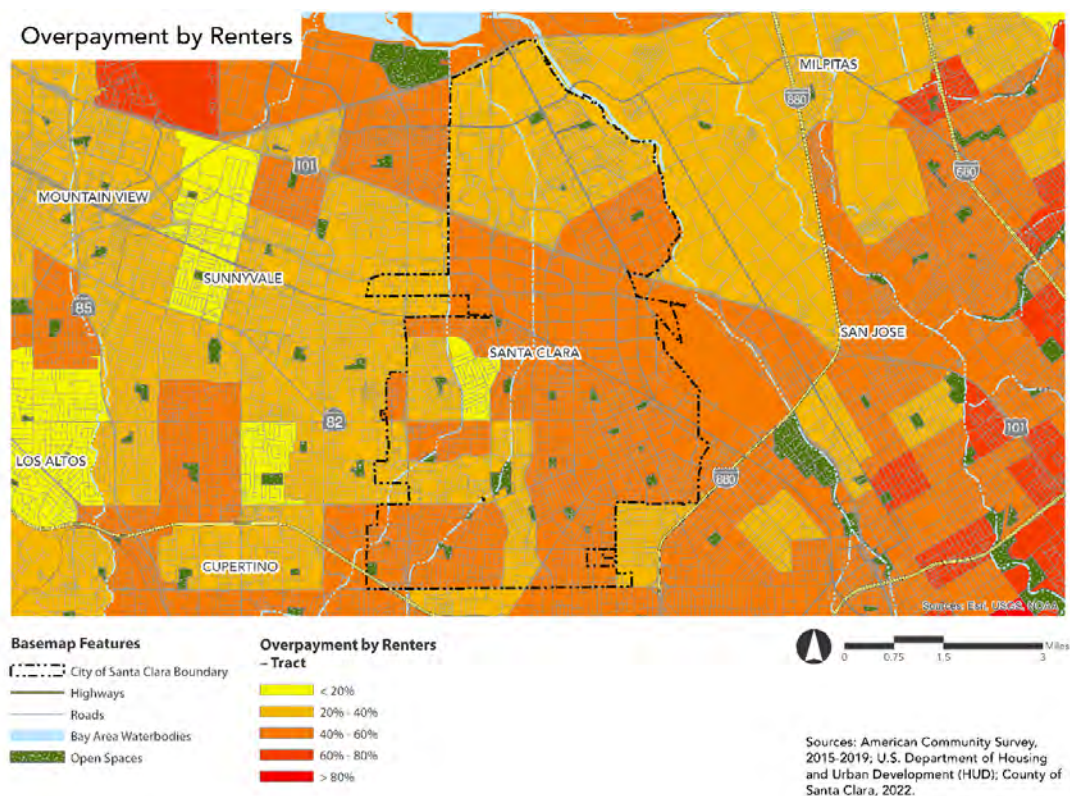 Overpayment by Renters
MILPITAS
880
680
101
MOUNTAIN VIEW
SUNNYVALE
85
SANTA CLARA
SAN JOSE
82
101
LOS ALTOS
880
CUPERTINO
Sources: Esri, USGS, NOAA
Basemap Features
City of Santa Clara Boundary
Highways
Roads
Bay Area Waterbodies
Open Spaces
Overpayment by Renters
– Tract
< 20%
20% - 40%
40% - 60%
60% - 80%
> 80%
0 0.75 1.5 3 Miles
Sources: American Community Survey,
2015-2019; U.S. Department of Housing
and Urban Development (HUD); County of
Santa Clara, 2022.